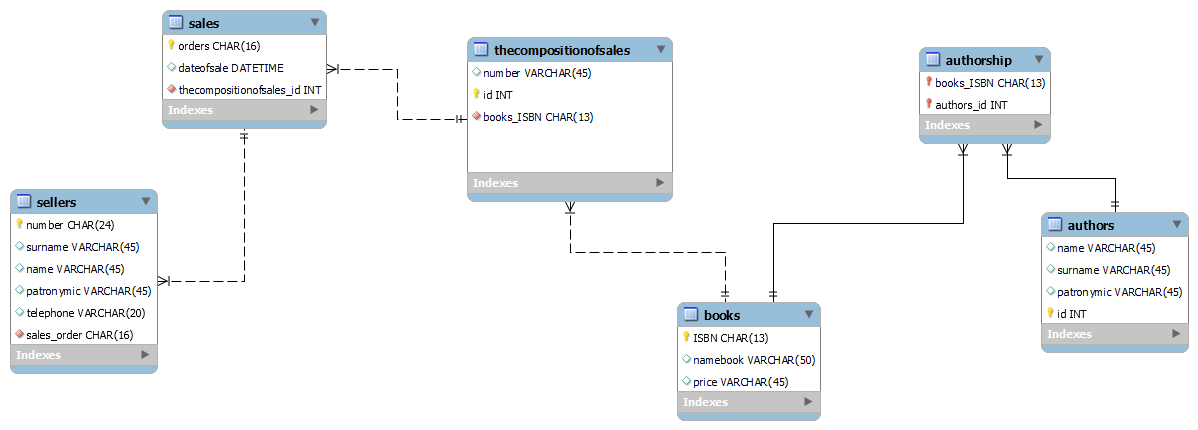 sales
orders CHAR(16)
dateofsale DATETIME
thecompositionofsales_id INT
Indexes
thecompositionofsales
number VARCHAR(45)
id INT
books_ISBN CHAR(13)
Indexes
authorship
books_ISBN CHAR(13)
authors_id INT
Indexes
sellers
number CHAR(24)
surname VARCHAR(45)
name VARCHAR(45)
patronymic VARCHAR(45)
telephone VARCHAR(20)
sales_order CHAR(16)
Indexes
authors
name VARCHAR(45)
surname VARCHAR(45)
patronymic VARCHAR(45)
id INT
Indexes
books
ISBN CHAR(13)
namebook VARCHAR(50)
price VARCHAR(45)
Indexes